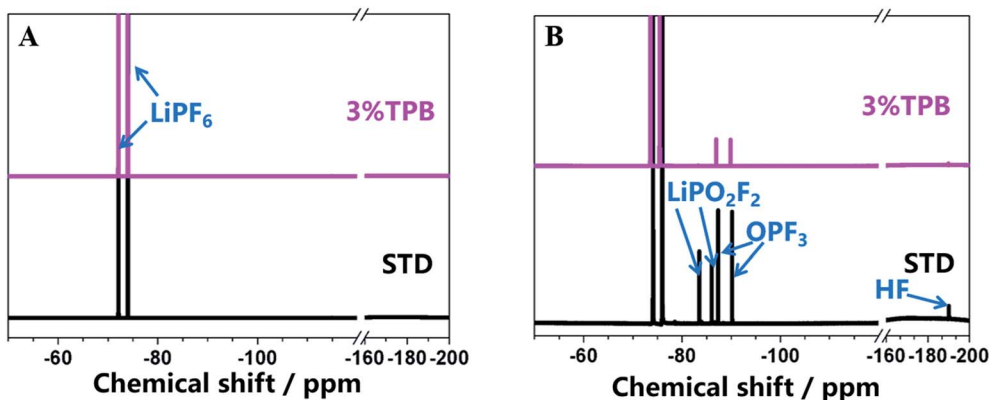 A
LiPF₆
3%TPB
STD
-60 -80 -100 -160 -180 -200
Chemical shift / ppm
B
3%TPB
LiPO₂F₂
OPF₃
STD
HF
-60 -80 -100 -160 -180 -200
Chemical shift / ppm